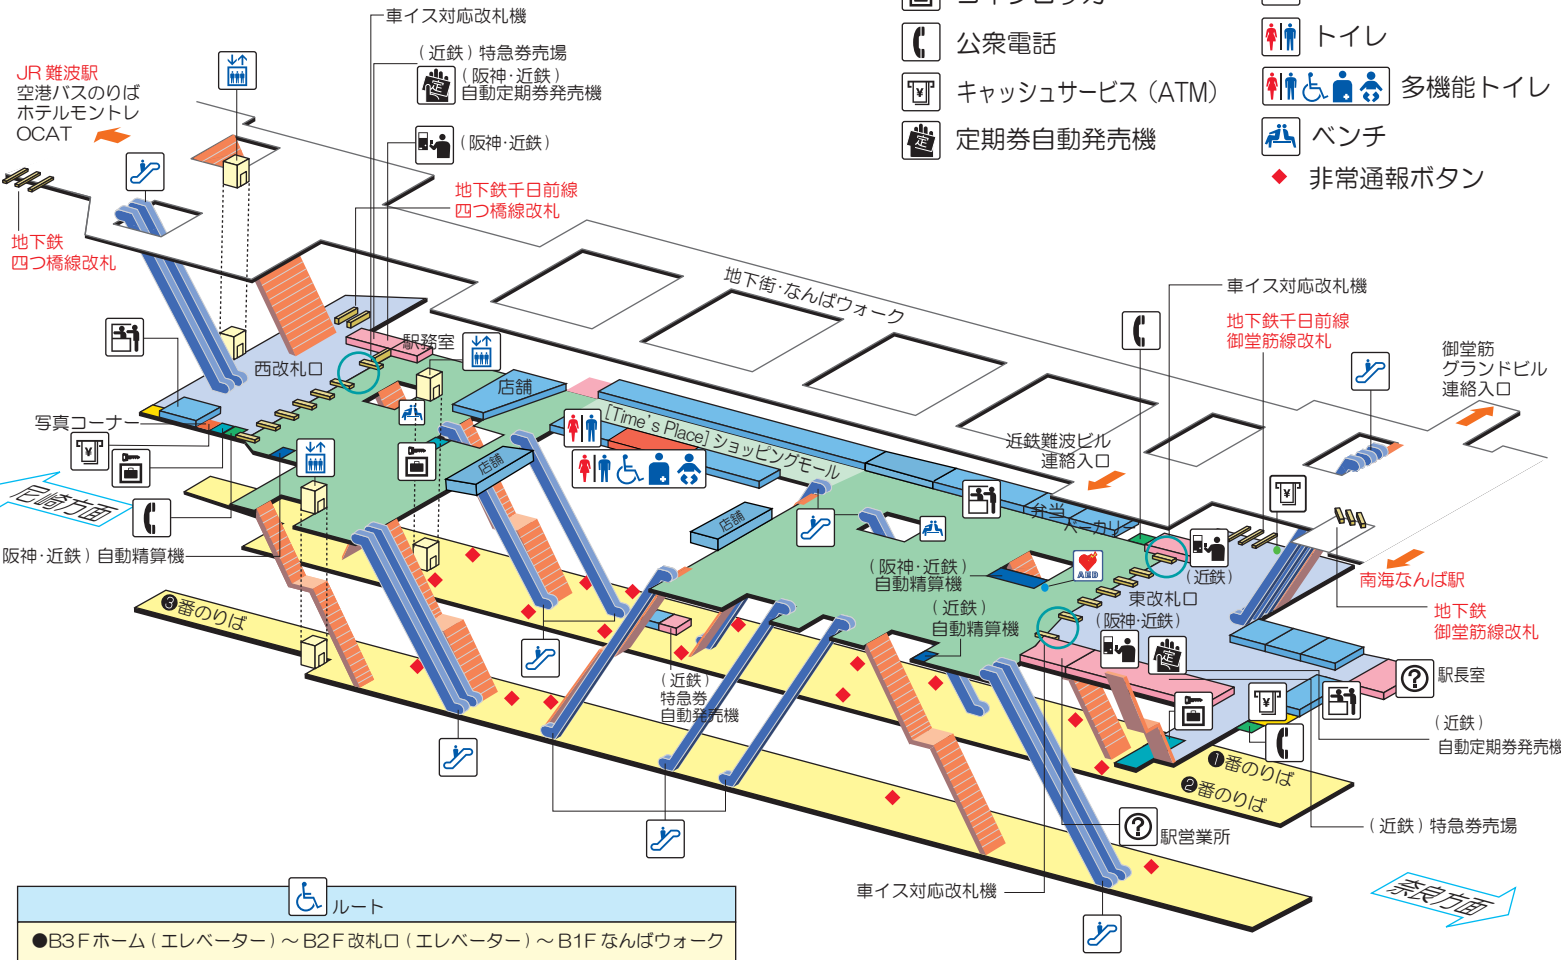 車イス対応改札機
(近鉄)特急券売場
(阪神・近鉄)
自動定期券発売機
(阪神・近鉄)
JR 難波駅
空港バスのりば
ホテルモントレ
OCAT
地下鉄
四つ橋線改札
地下鉄千日前線
四つ橋線改札
公衆電話
キャッシュサービス(ATM)
定
定期券自動発売機
トイレ
多機能トイレ
ベンチ
非常通報ボタン
地下街・なんばウォーク
車イス対応改札機
地下鉄千日前線
御堂筋線改札
御堂筋
グランドビル
連絡入口
近鉄難波ビル
連絡入口
駅務室
西改札口
店舗
[Time's Place] ショッピングモール
写真コーナー
尼崎方面
阪神・近鉄)自動精算機
店舗
店舗
弁当
ベーカリー
(阪神・近鉄)
自動精算機
AED
(近鉄)
(近鉄)
自動精算機
東改札口
(阪神・近鉄)
定
南海なんば駅
地下鉄
御堂筋線改札
❸番のりば
(近鉄)
特急券
自動発売機
駅長室
(近鉄)
自動定期券発売機
❶番のりば
❷番のりば
(近鉄)特急券売場
駅営業所
車イス対応改札機
奈良方面
ルート
●B3Fホーム(エレベーター)～B2F改札口(エレベーター)～B1Fなんばウォーク